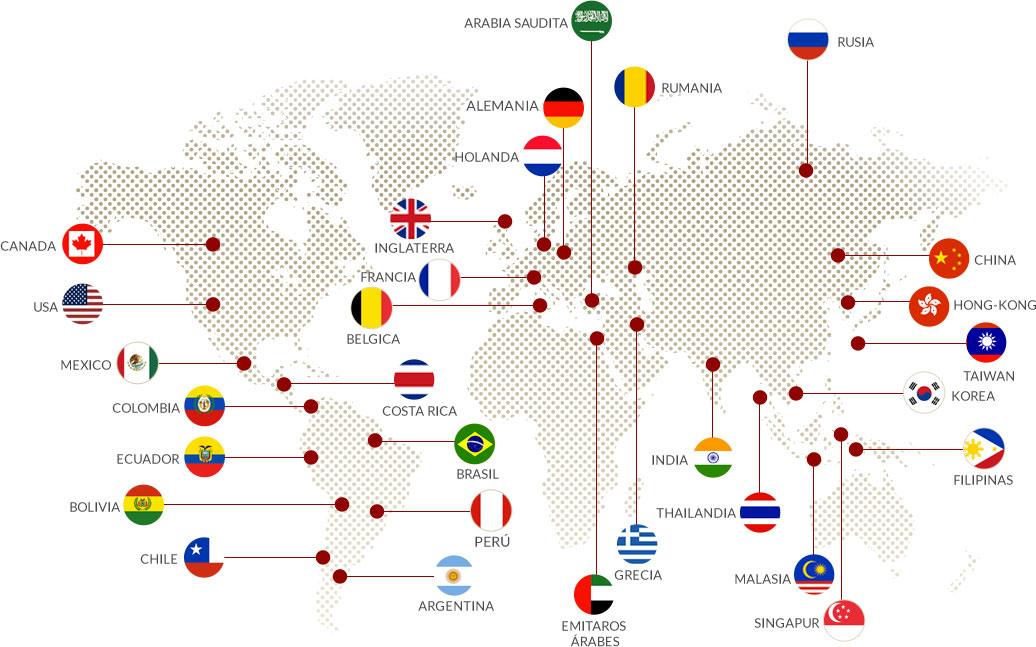 ARABIA SAUDITA
RUSIA
RUMANIA
ALEMANIA
HOLANDA
INGLATERRA
CANADA
CHINA
FRANCIA
USA
HONG-KONG
BELGICA
MEXICO
TAIWAN
COSTA RICA
KOREA
COLOMBIA
ECUADOR
BRASIL
INDIA
FILIPINAS
BOLIVIA
THAILANDIA
PERÚ
CHILE
GRECIA
MALASIA
ARGENTINA
SINGAPUR
EMITAROS
ÁRABES